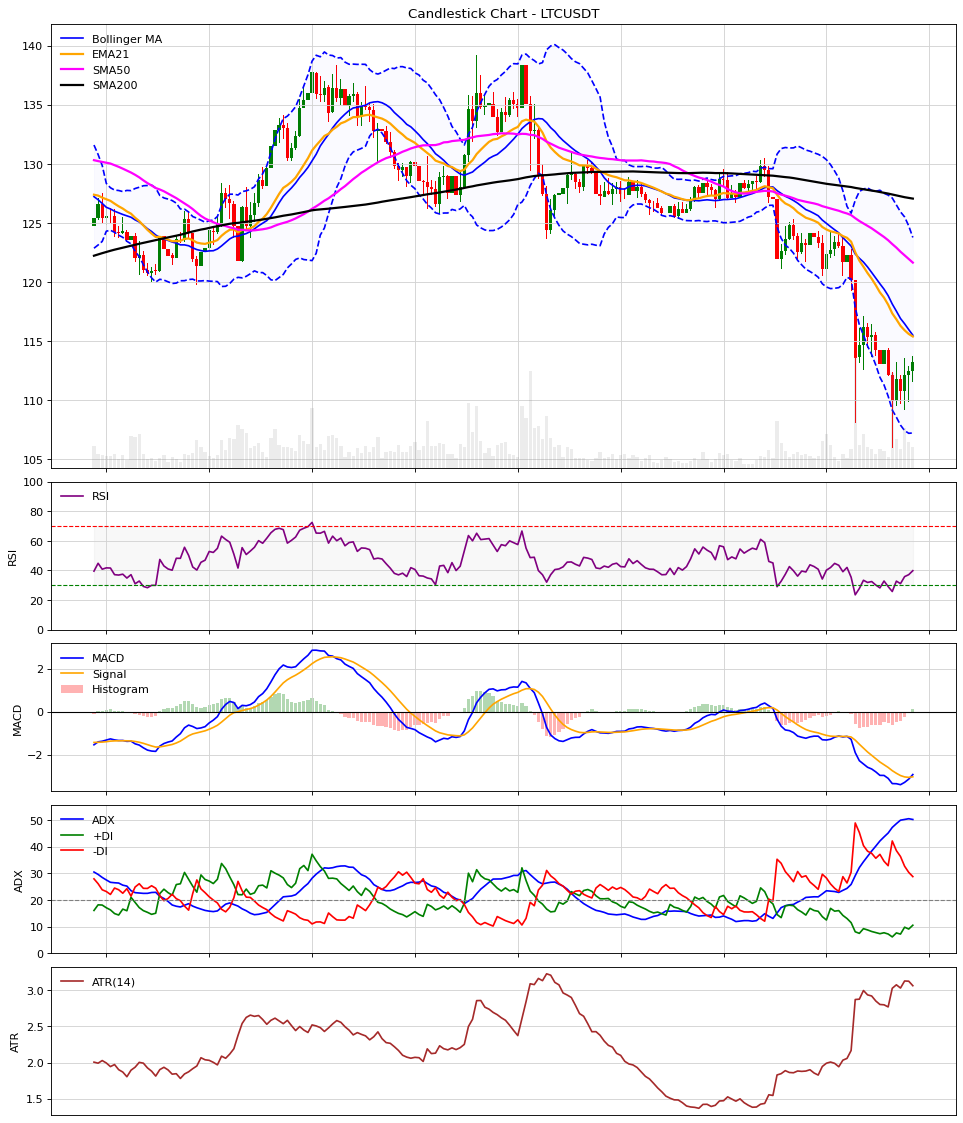 Candlestick Chart - LTCUSDT
Bollinger MA
EMA21
SMA50
SMA200
140
135
130
125
120
115
110
105
RSI
100
80
60
40
20
0
RSI
MACD
Signal
Histogram
2
0
−2
MACD
ADX
+DI
-DI
50
40
30
20
10
0
ADX
ATR(14)
3.0
2.5
2.0
1.5
ATR